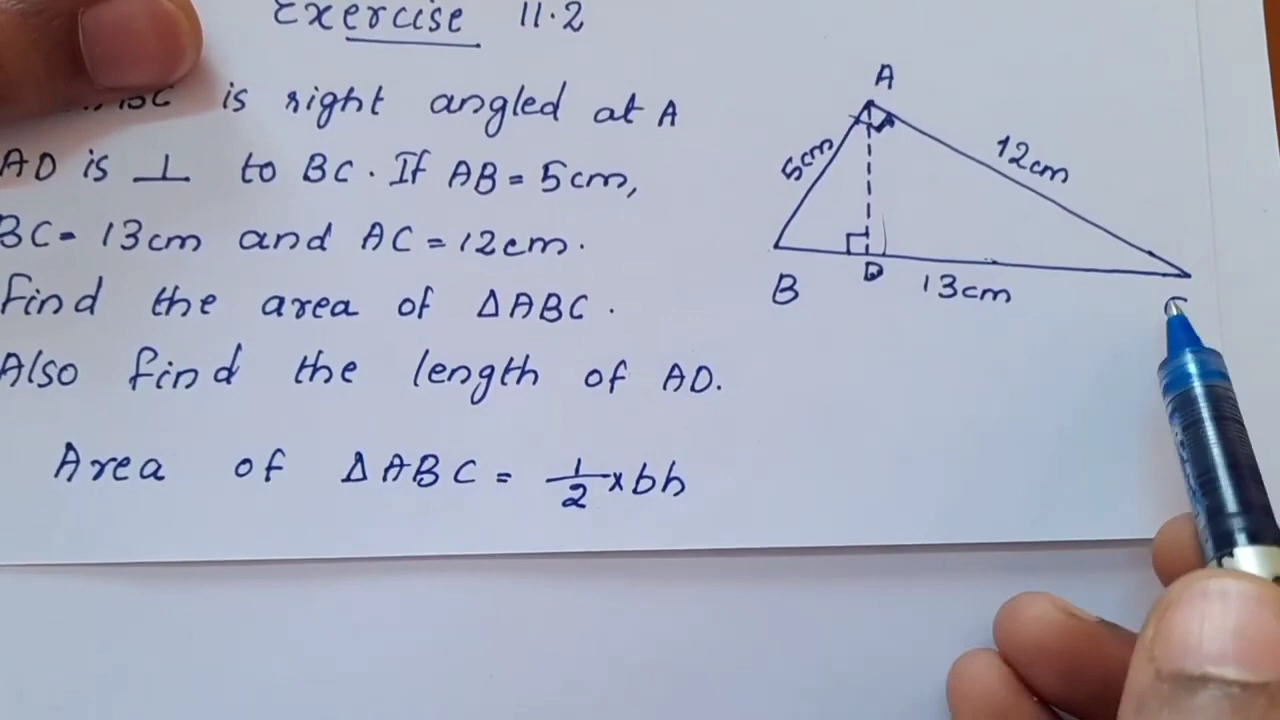 Exercise 11.2
is right angled at A
AD is ⊥ to BC. If AB = 5cm,
BC = 13cm and AC = 12cm.
Find the area of ΔABC.
Also find the length of AD.
Area of ΔABC = 1/2 × bh
A
5cm
12cm
B
D
13cm